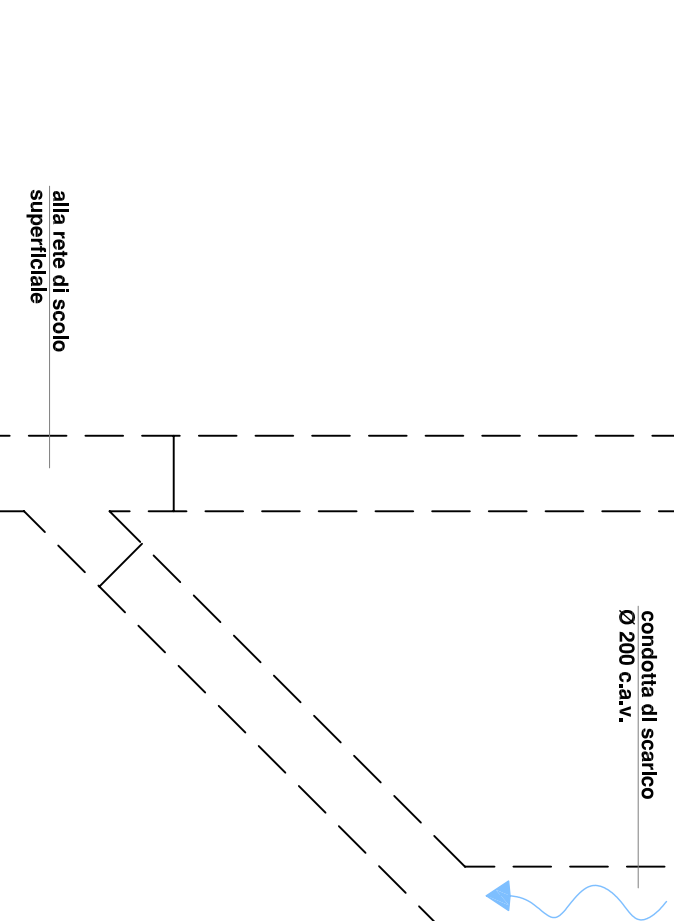 alla rete di scolo
superficiale
condotta di scarico
Ø 200 c.a.v.